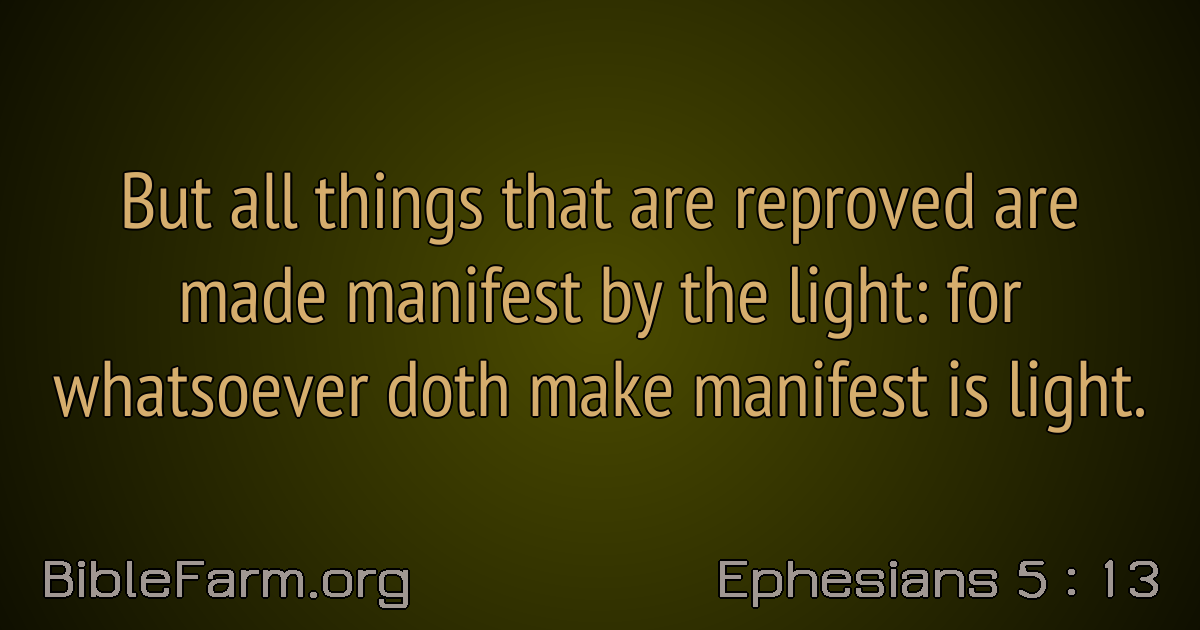 But all things that are reproved are
made manifest by the light: for
whatsoever doth make manifest is light.
BibleFarm.org
Ephesians 5 : 13